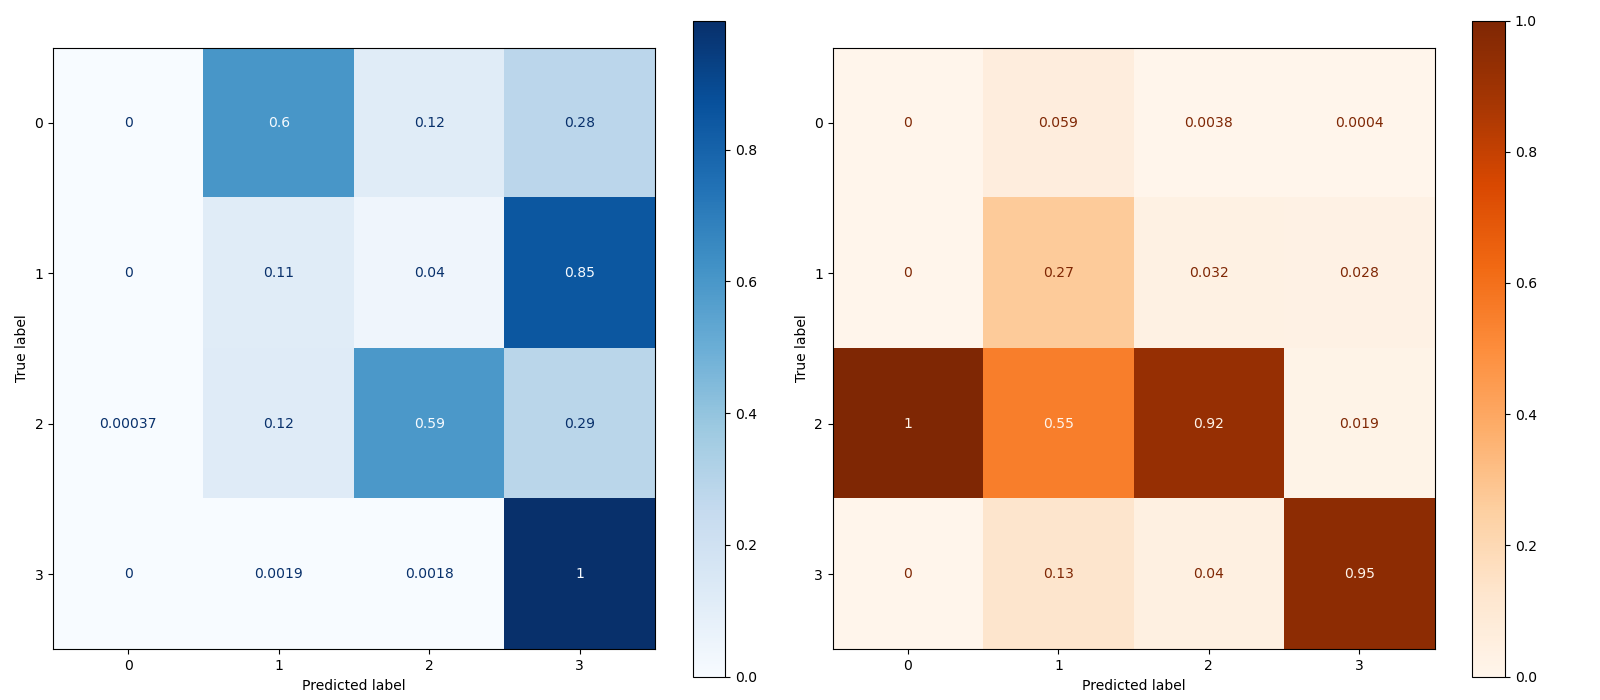 0 0 0.6 0.12 0.28
1 0 0.11 0.04 0.85
2 0.00037 0.12 0.59 0.29
3 0 0.0019 0.0018 1
0 1 2 3
True label
Predicted label
0.8
0.6
0.4
0.2
0.0
0 0 0.059 0.0038 0.0004
1 0 0.27 0.032 0.028
2 1 0.55 0.92 0.019
3 0 0.13 0.04 0.95
0 1 2 3
True label
Predicted label
1.0
0.8
0.6
0.4
0.2
0.0